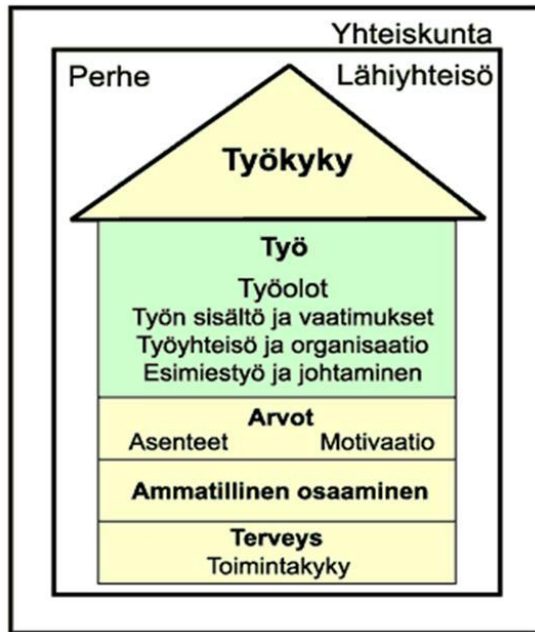 Yhteiskunta
Perhe Lähiyhteisö
Työkyky
Työ
Työolot
Työn sisältö ja vaatimukset
Työyhteisö ja organisaatio
Esimiestyö ja johtaminen
Arvot
Asenteet Motivaatio
Ammatillinen osaaminen
Terveys
Toimintakyky